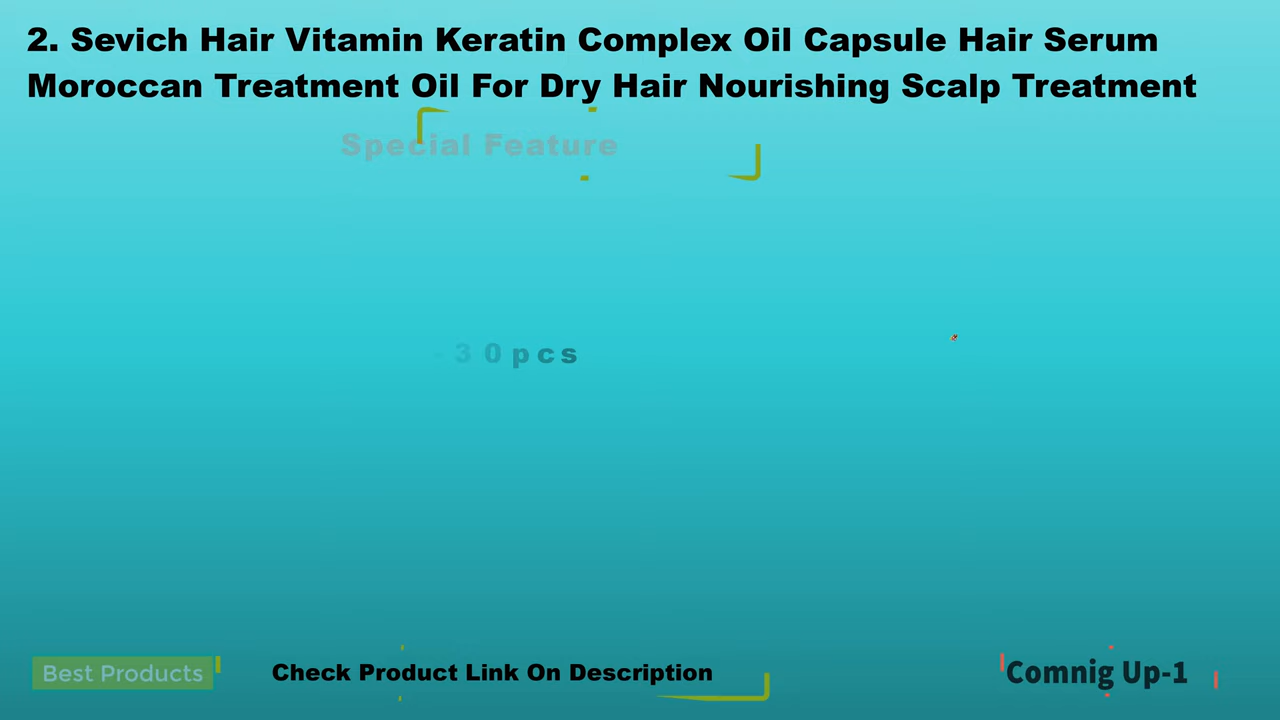 2. Sevich Hair Vitamin Keratin Complex Oil Capsule Hair Serum
Moroccan Treatment Oil For Dry Hair Nourishing Scalp Treatment
Special Feature
- 30pcs
Best Products
Check Product Link On Description
Comnig Up-1